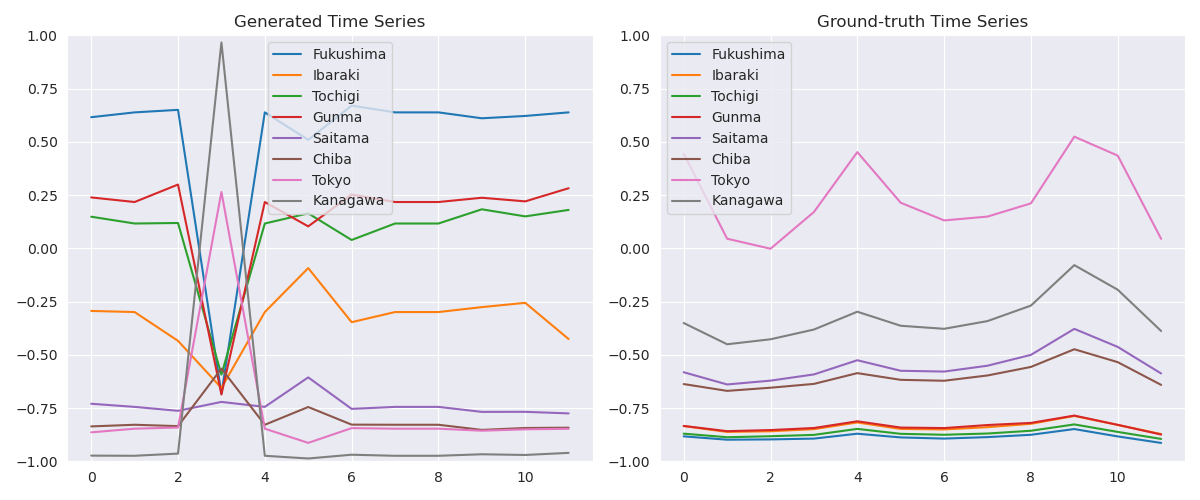 Generated Time Series
1.00
0.75
0.50
0.25
0.00
−0.25
−0.50
−0.75
−1.00
0 2 4 6 8 10
Fukushima
Ibaraki
Tochigi
Gunma
Saitama
Chiba
Tokyo
Kanagawa
Ground-truth Time Series
1.00
0.75
0.50
0.25
0.00
−0.25
−0.50
−0.75
−1.00
0 2 4 6 8 10
Fukushima
Ibaraki
Tochigi
Gunma
Saitama
Chiba
Tokyo
Kanagawa